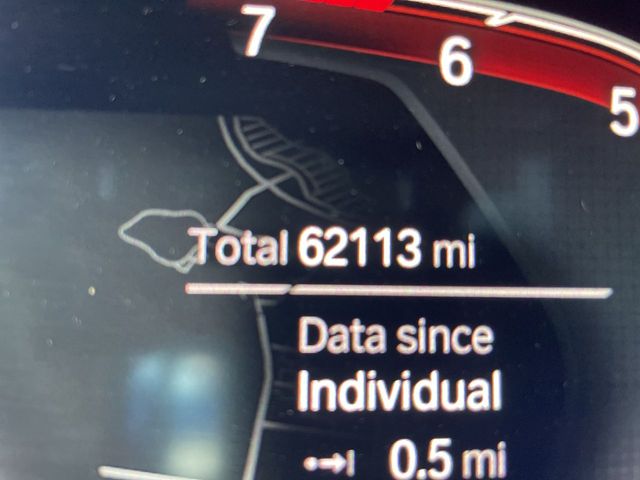 7
6
5
Total 62113 mi
Data since
Individual
0.5 mi